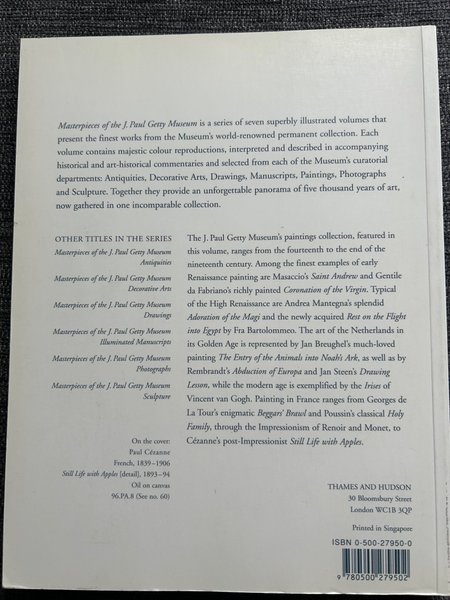 Masterpieces of the J. Paul Getty Museum is a series of seven superbly illustrated volumes that
present the finest works from the Museum's world-renowned permanent collection. Each
volume contains majestic colour reproductions, interpreted and described in accompanying
historical and art-historical commentaries and selected from each of the Museum's curatorial
departments: Antiquities, Decorative Arts, Drawings, Manuscripts, Paintings, Photographs
and Sculpture. Together they provide an unforgettable panorama of five thousand years of art,
now gathered in one incomparable collection.
OTHER TITLES IN THE SERIES
Masterpieces of the J. Paul Getty Museum
Antiquities
Masterpieces of the J. Paul Getty Museum
Decorative Arts
Masterpieces of the J. Paul Getty Museum
Drawings
Masterpieces of the J. Paul Getty Museum
Illuminated Manuscripts
Masterpieces of the J. Paul Getty Museum
Photographs
Masterpieces of the J. Paul Getty Museum
Sculpture
On the cover:
Paul Cézanne
French, 1839–1906
Still Life with Apples [detail], 1893–94
Oil on canvas
96.PA.8 (See no. 60)
The J. Paul Getty Museum's paintings collection, featured in
this volume, ranges from the fourteenth to the end of the
nineteenth century. Among the finest examples of early
Renaissance painting are Masaccio's Saint Andrew and Gentile
da Fabriano's richly painted Coronation of the Virgin. Typical
of the High Renaissance are Andrea Mantegna's splendid
Adoration of the Magi and the newly acquired Rest on the Flight
into Egypt by Fra Bartolommeo. The art of the Netherlands in
its Golden Age is represented by Jan Breughel's much-loved
painting The Entry of the Animals into Noah's Ark, as well as by
Rembrandt's Abduction of Europa and Jan Steen's Drawing
Lesson, while the modern age is exemplified by the Irises of
Vincent van Gogh. Painting in France ranges from Georges de
La Tour's enigmatic Beggars' Brawl and Poussin's classical Holy
Family, through the Impressionism of Renoir and Monet, to
Cézanne's post-Impressionist Still Life with Apples.
THAMES AND HUDSON
30 Bloomsbury Street
London WC1B 3QP
Printed in Singapore
ISBN 0-500-27950-0
9 780500 279502